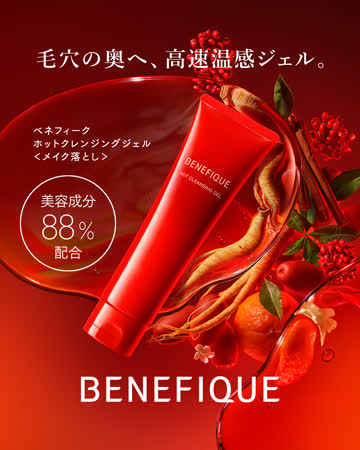 毛穴の奥へ、高速温感ジェル。
ベネフィーク
ホットクレンジングジェル
<メイク落とし>
美容成分
88%
配合
BENEFIQUE
HOT CLEANSING GEL
BENEFIQUE